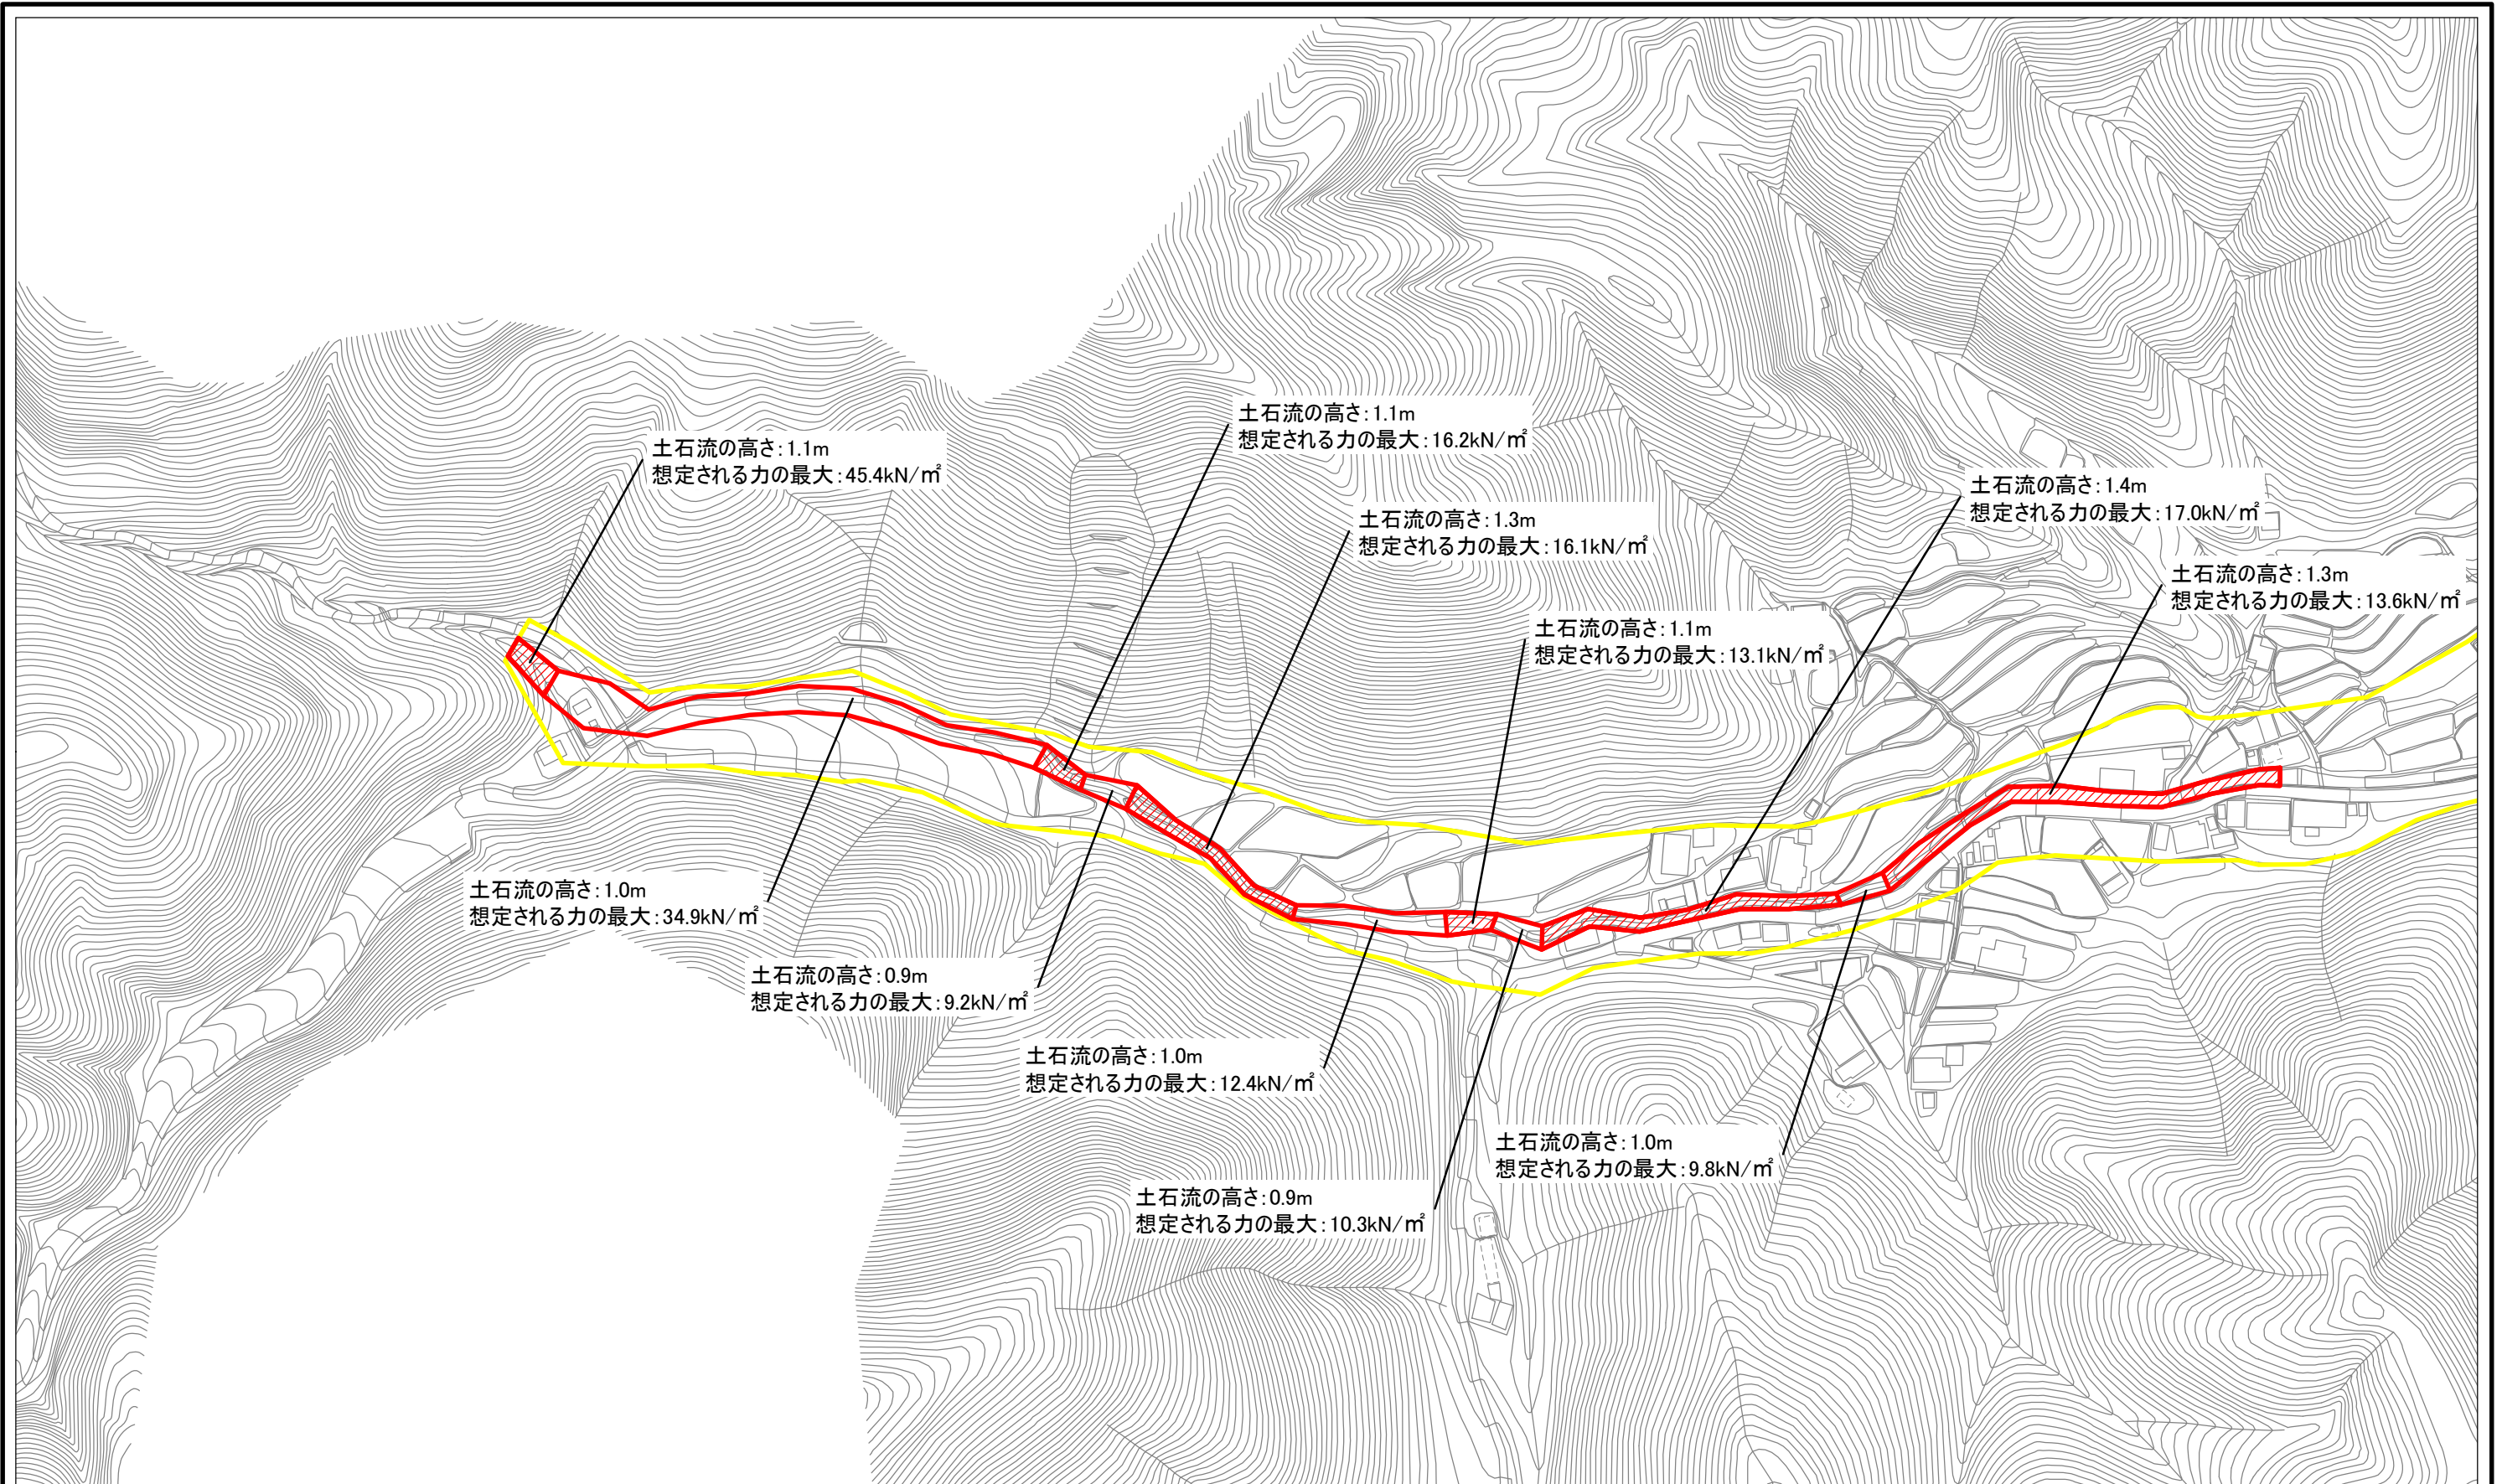 土石流の高さ:1.1m
想定される力の最大:16.2kN/㎡
土石流の高さ:1.1m
想定される力の最大:45.4kN/㎡
土石流の高さ:1.4m
想定される力の最大:17.0kN/㎡
土石流の高さ:1.3m
想定される力の最大:16.1kN/㎡
土石流の高さ:1.3m
想定される力の最大:13.6kN/㎡
土石流の高さ:1.1m
想定される力の最大:13.1kN/㎡
土石流の高さ:1.0m
想定される力の最大:34.9kN/㎡
土石流の高さ:0.9m
想定される力の最大:9.2kN/㎡
土石流の高さ:1.0m
想定される力の最大:12.4kN/㎡
土石流の高さ:1.0m
想定される力の最大:9.8kN/㎡
土石流の高さ:0.9m
想定される力の最大:10.3kN/㎡